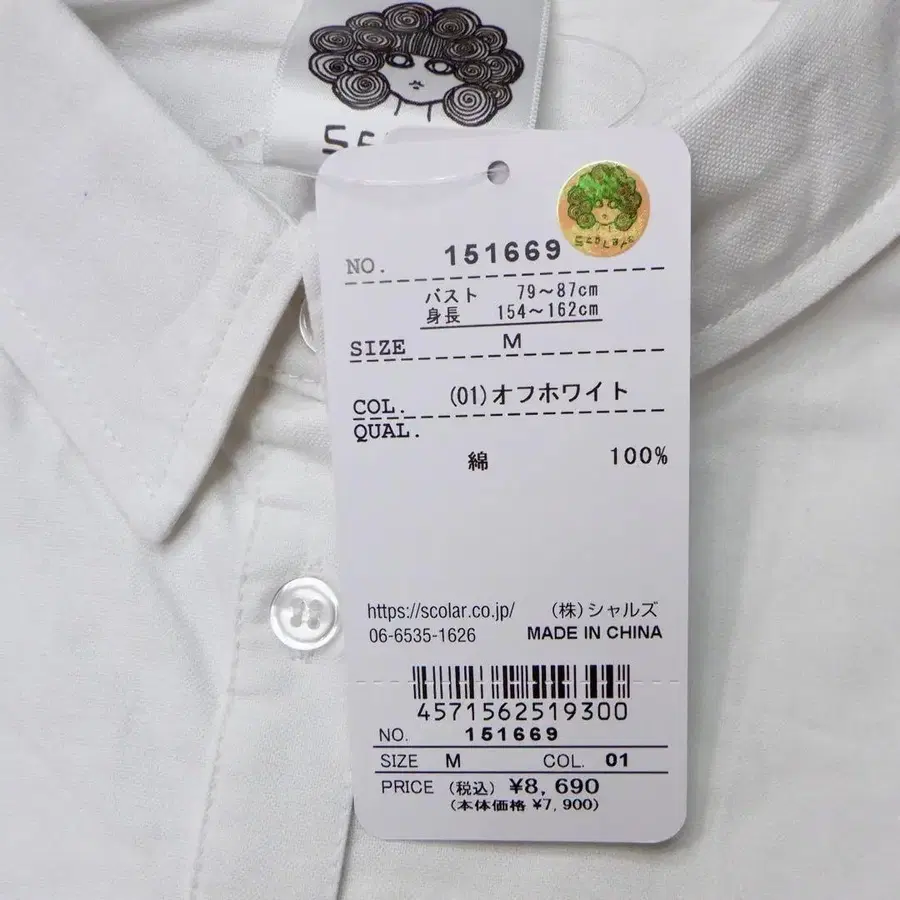 NO. 151669
バスト 79～87cm
身長 154～162cm
SIZE M
COL. (01)オフホワイト
QUAL.
綿 100%
https://scolar.co.jp/ (株)シャルズ
06-6535-1626 MADE IN CHINA
4571562519300
NO. 151669
SIZE M COL. 01
PRICE (税込) ¥8,690
(本体価格 ¥7,900)